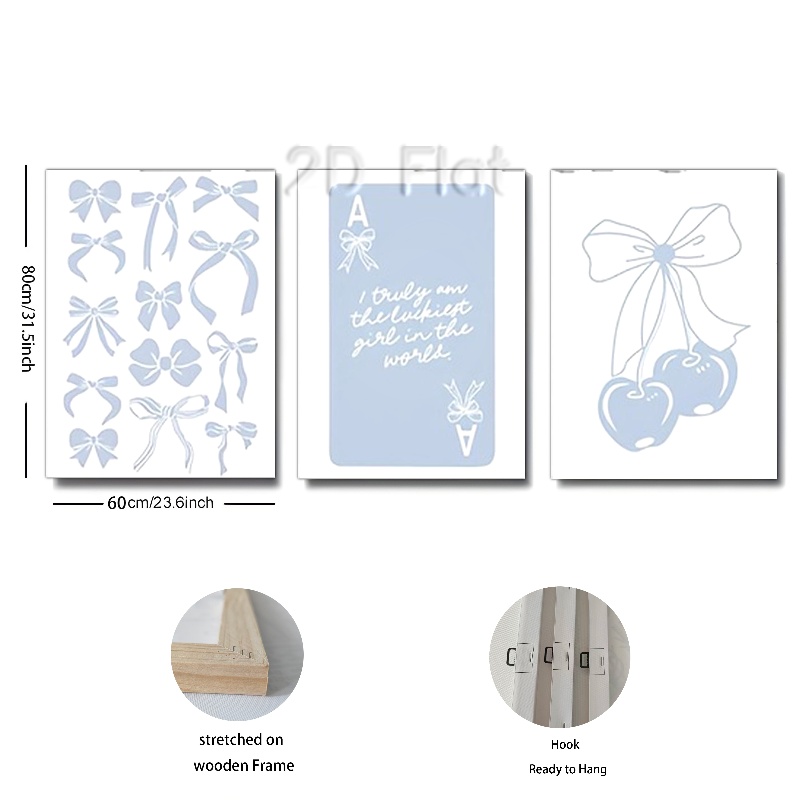 2D Flat
A
I truly am
the luckiest
girl in the
world.
A
80cm/31.5inch
60cm/23.6inch
stretched on
wooden Frame
Hook
Ready to Hang